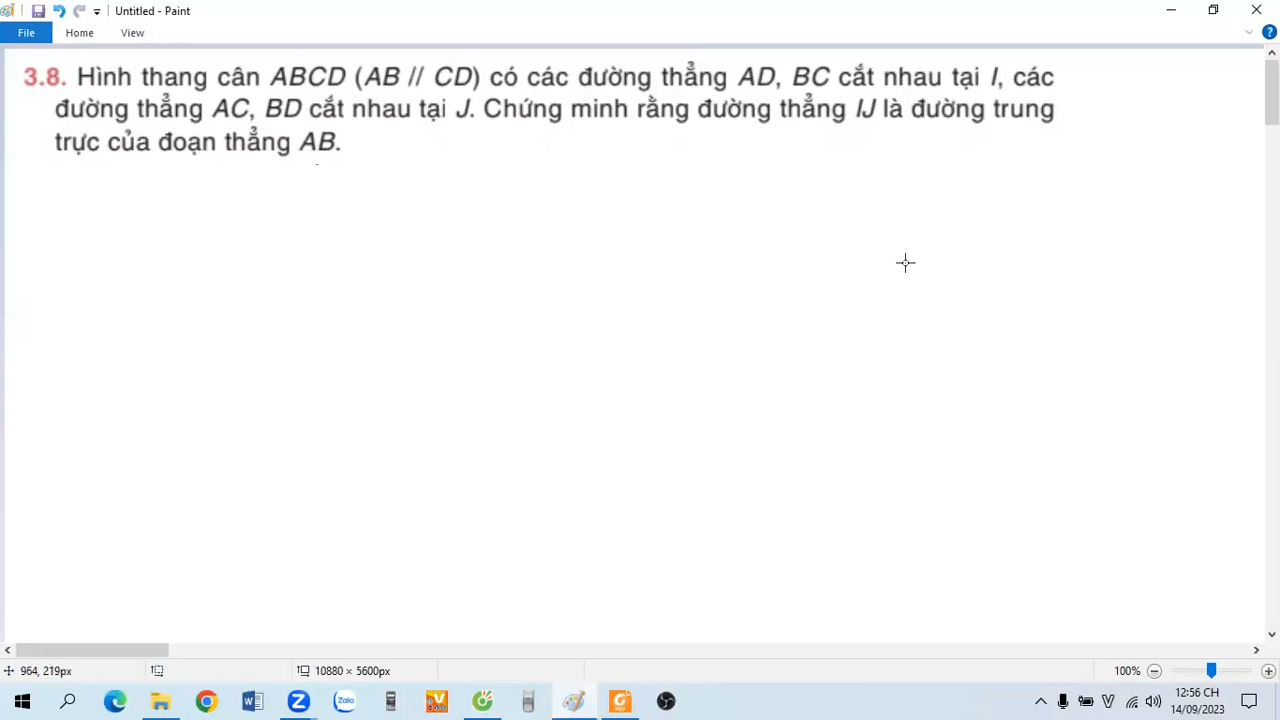 Untitled - Paint
File Home View
3.8. Hình thang cân ABCD (AB // CD) có các đường thẳng AD, BC cắt nhau tại I, các
đường thẳng AC, BD cắt nhau tại J. Chứng minh rằng đường thẳng IJ là đường trung
trực của đoạn thẳng AB.
964, 219px 10880 × 5600px 100%
Zalo
12:56 CH
14/09/2023